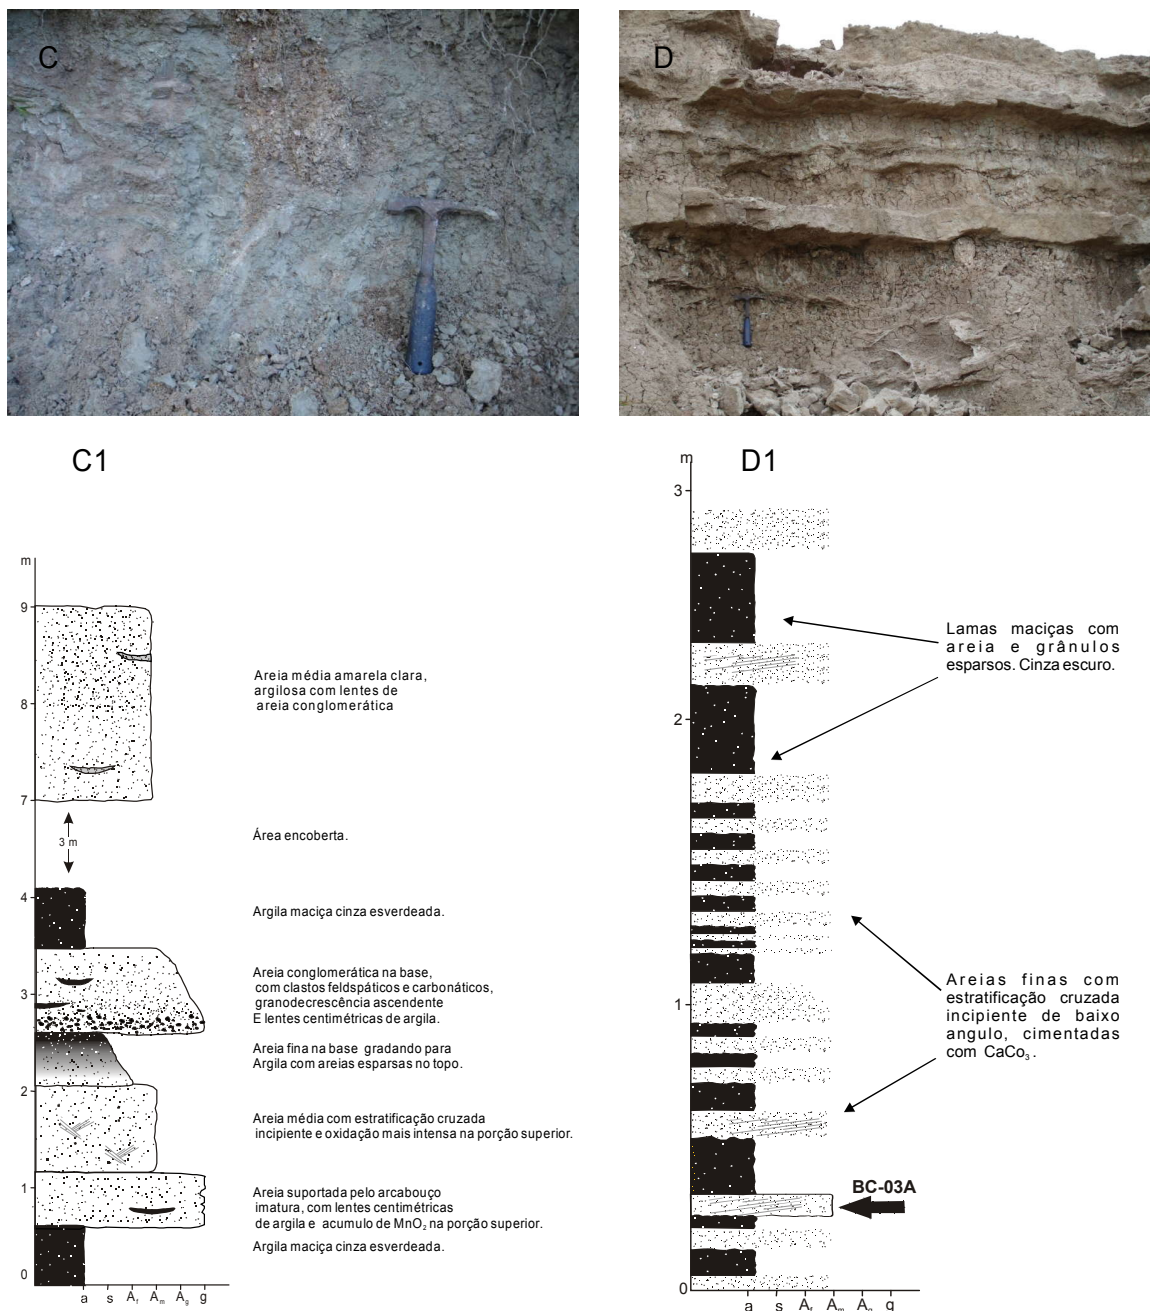 C
D
C1
m
9
Areia média amarela clara,
argilosa com lentes de
areia conglomerática
8
7
3 m
Área encoberta.
4
Argila maciça cinza esverdeada.
Areia conglomerática na base,
com clastos feldspáticos e carbonáticos,
granodecrescência ascendente
E lentes centimétricas de argila.
3
Areia fina na base gradando para
Argila com areias esparsas no topo.
2
Areia média com estratificação cruzada
incipiente e oxidação mais intensa na porção superior.
1
Areia suportada pelo arcabouço
imatura, com lentes centimétricas
de argila e acumulo de MnO₂ na porção superior.
Argila maciça cinza esverdeada.
0
a s Af Am Ag g
D1
m
3
Lamas maciças com
areia e grânulos
esparsos. Cinza escuro.
2
Areias finas com
estratificação cruzada
incipiente de baixo
angulo, cimentadas
com CaCo₃.
1
BC-03A
0
a s Af Am Ag g